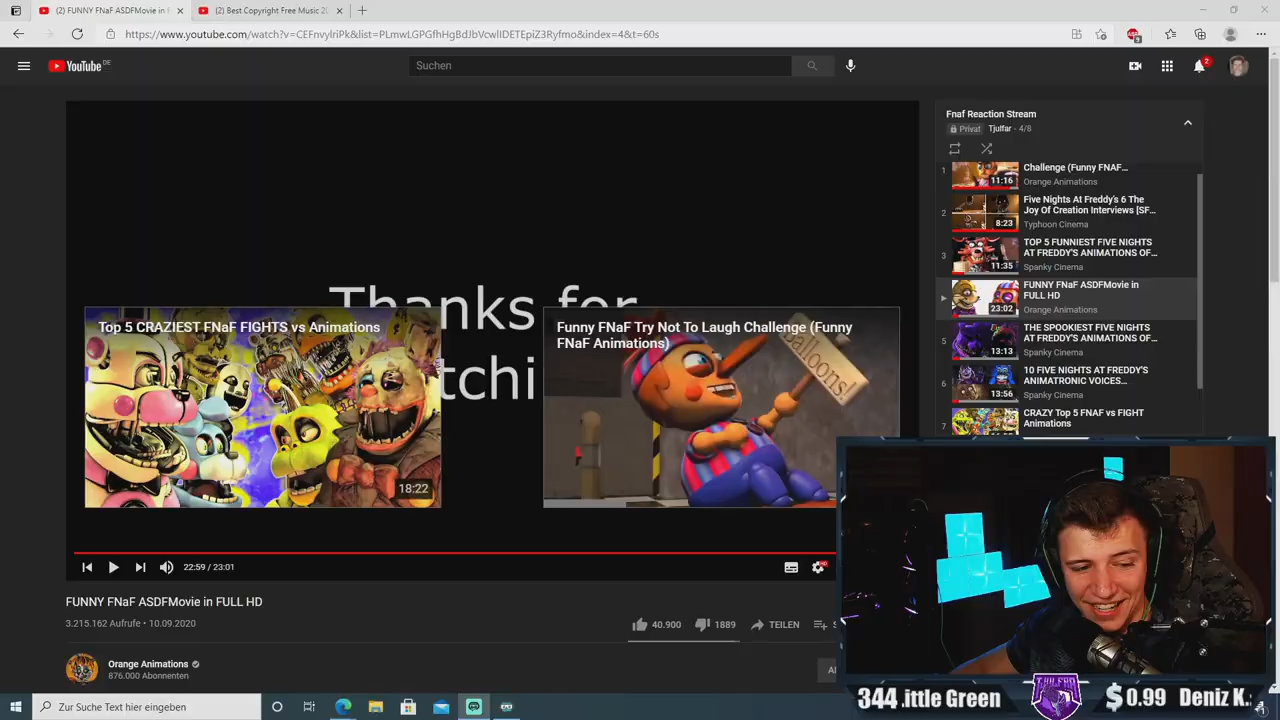 (2) FUNNY FNaF ASDFMovie in F
(2) Best Copyright Free Music 20
https://www.youtube.com/watch?v=CEFnvylriPk&list=PLmwLGPGfhHgBdJbVcwlIDETEpiZ3Ryfmo&index=4&t=60s
YouTube DE
Suchen
2
Fnaf Reaction Stream
Privat Tjulfar - 4/8
1
Challenge (Funny FNAF...
Orange Animations
11:16
2
Five Nights At Freddy's 6 The
Joy Of Creation Interviews [SF...
Typhoon Cinema
8:23
3
TOP 5 FUNNIEST FIVE NIGHTS
AT FREDDY'S ANIMATIONS OF...
Spanky Cinema
11:35
FUNNY FNaF ASDFMovie in
FULL HD
Orange Animations
23:02
5
THE SPOOKIEST FIVE NIGHTS
AT FREDDY'S ANIMATIONS OF...
Spanky Cinema
13:13
6
10 FIVE NIGHTS AT FREDDY'S
ANIMATRONIC VOICES...
Spanky Cinema
13:56
7
CRAZY Top 5 FNAF vs FIGHT
Animations
Thanks for
tchi
Top 5 CRAZIEST FNaF FIGHTS vs Animations
18:22
Funny FNaF Try Not To Laugh Challenge (Funny
FNaF Animations)
Balloons!
22:59 / 23:01
HD
FUNNY FNaF ASDFMovie in FULL HD
3.215.162 Aufrufe • 10.09.2020
40.900
1889
TEILEN
S
Orange Animations
876.000 Abonnenten
344 .ittle Green
TJULFAR
$ 0.99 Deniz K.
Zur Suche Text hier eingeben